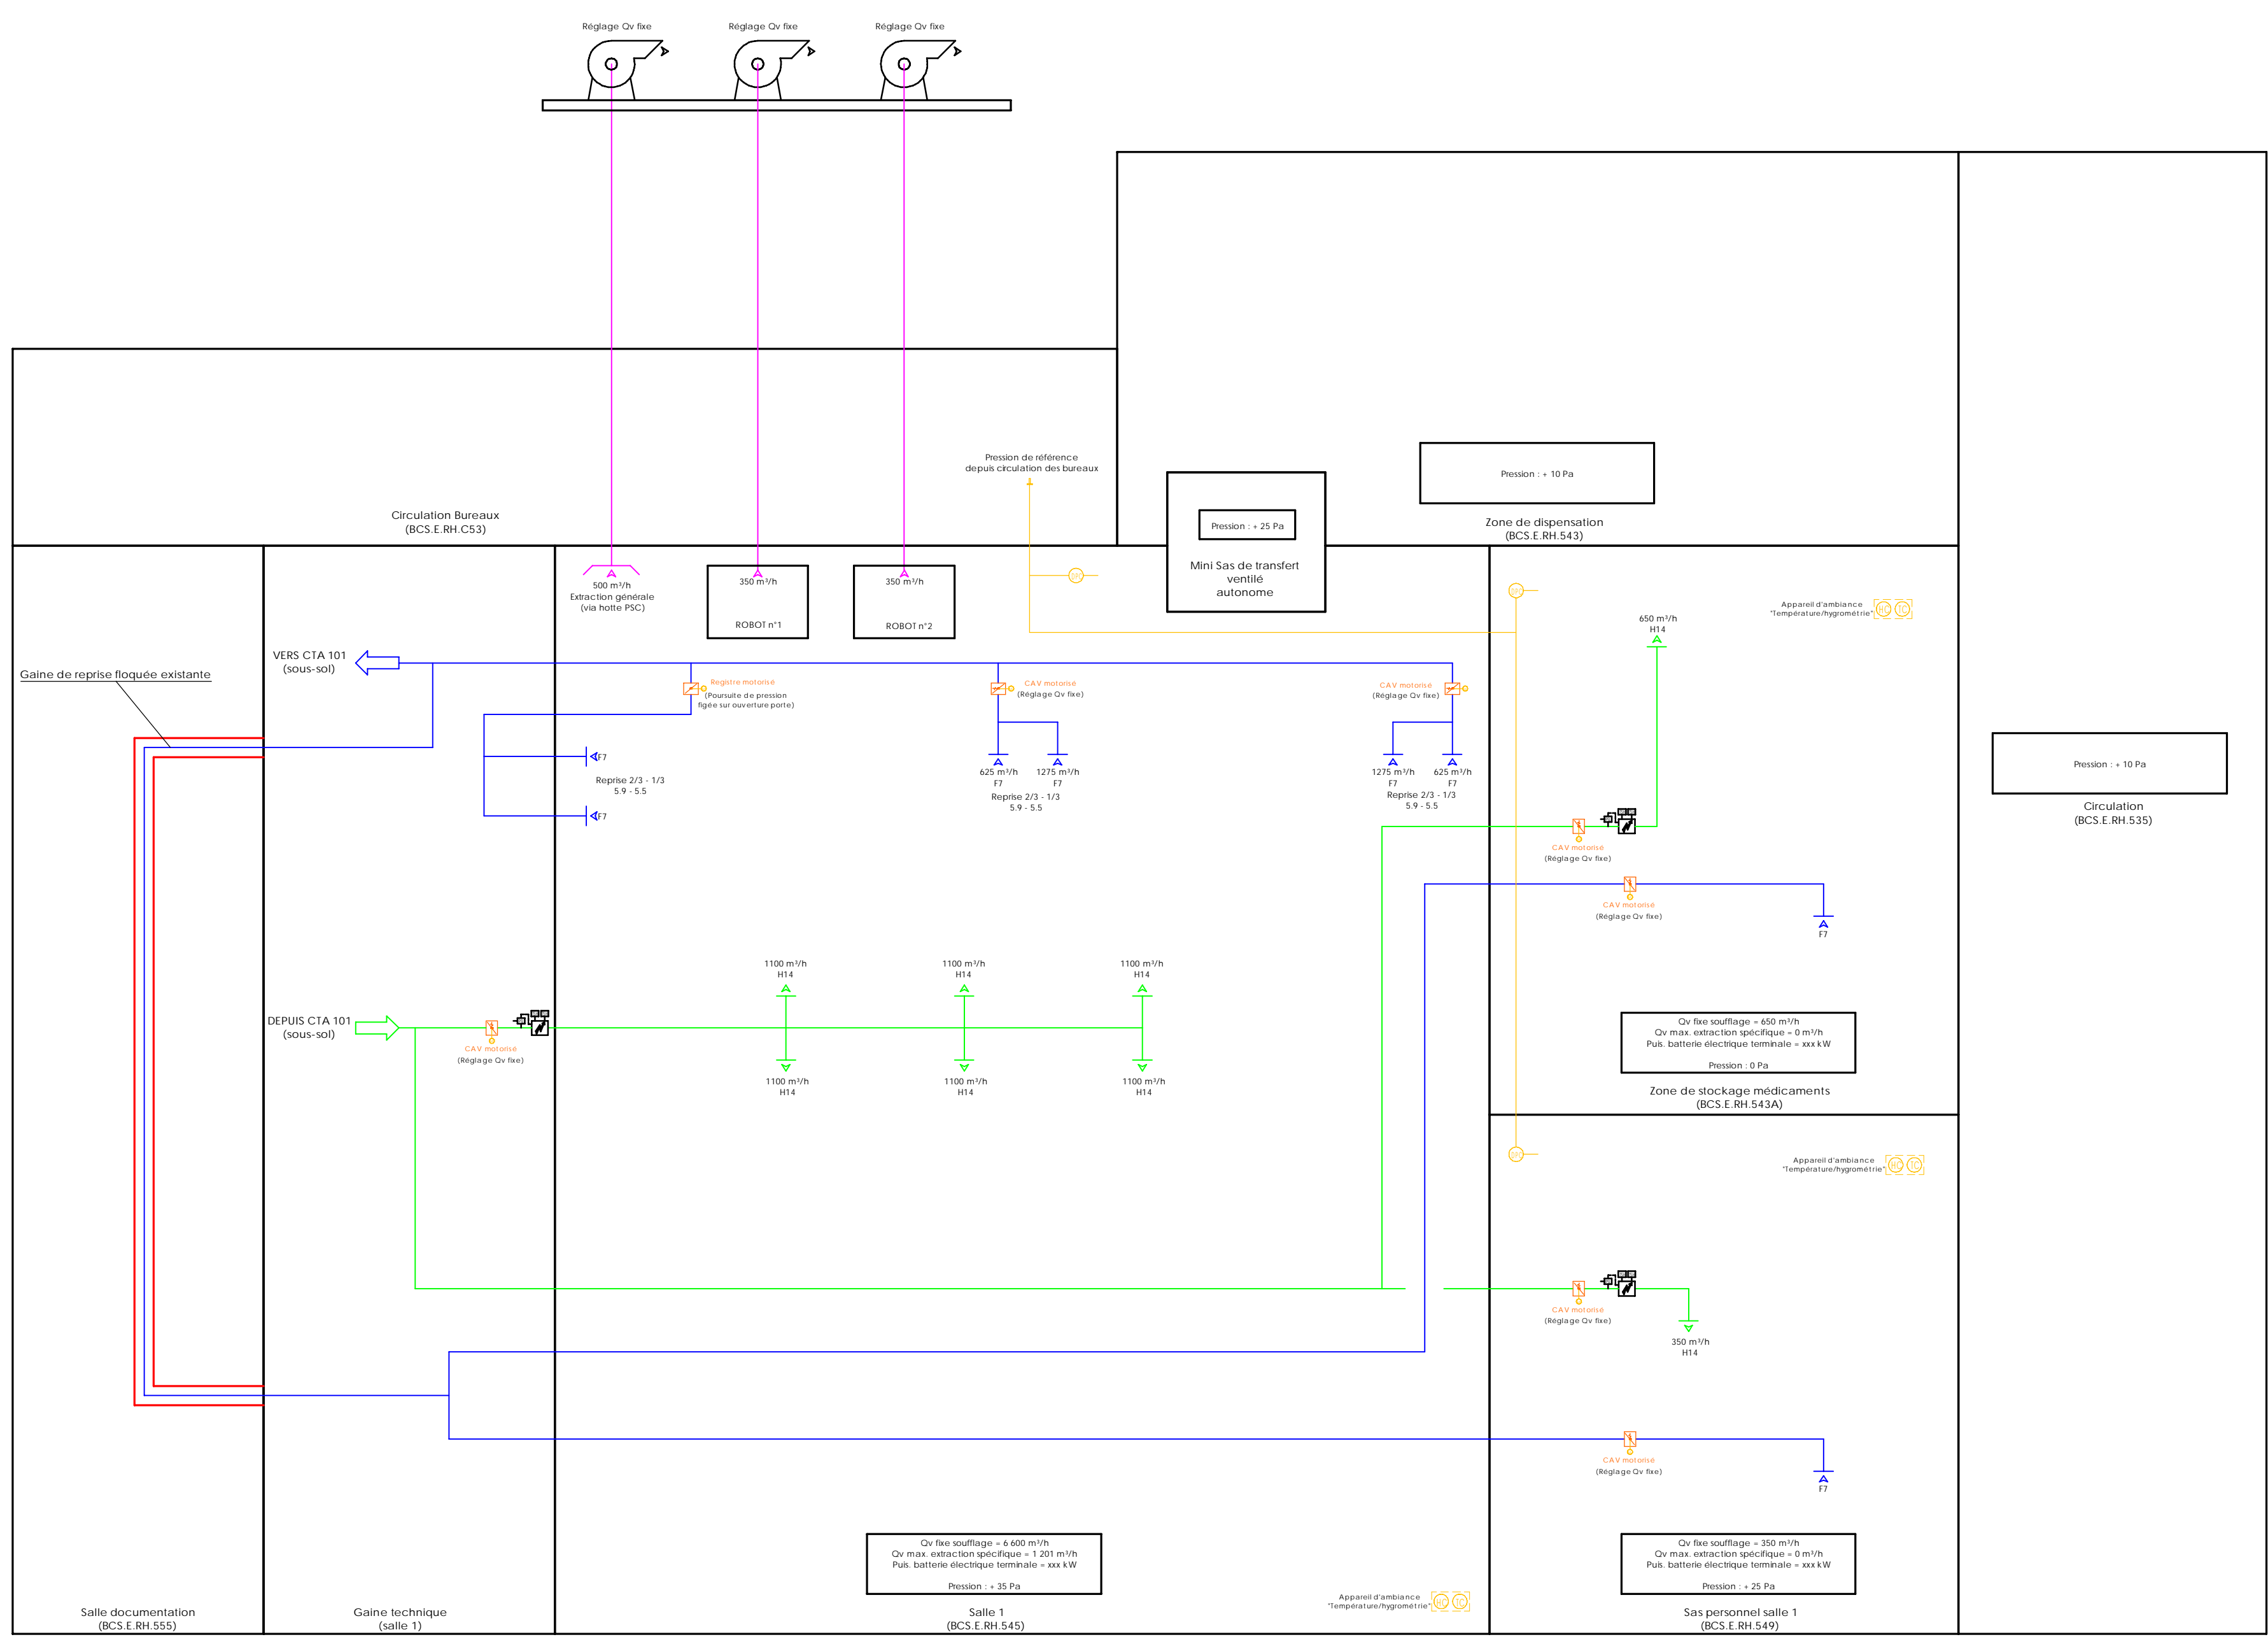 Réglage Qv fixe
Réglage Qv fixe
Réglage Qv fixe
Pression de référence
depuis circulation des bureaux
Pression : + 10 Pa
Circulation Bureaux
(BCS.E.RH.C53)
Pression : + 25 Pa
Zone de dispensation
(BCS.E.RH.543)
Mini Sas de transfert
ventilé
autonome
500 m³/h
Extraction générale
(via hotte PSC)
350 m³/h
ROBOT n°1
350 m³/h
ROBOT n°2
Appareil d'ambiance
"Température/hygrométrie"
HC TC
650 m³/h
H14
VERS CTA 101
(sous-sol)
Gaine de reprise floquée existante
Registre motorisé
(Poursuite de pression
figée sur ouverture porte)
CAV motorisé
(Réglage Qv fixe)
CAV motorisé
(Réglage Qv fixe)
F7
Reprise 2/3 - 1/3
5.9 - 5.5
F7
625 m³/h
F7
1275 m³/h
F7
Reprise 2/3 - 1/3
5.9 - 5.5
1275 m³/h
F7
625 m³/h
F7
Reprise 2/3 - 1/3
5.9 - 5.5
Pression : + 10 Pa
Circulation
(BCS.E.RH.535)
CAV motorisé
(Réglage Qv fixe)
CAV motorisé
(Réglage Qv fixe)
F7
1100 m³/h
H14
1100 m³/h
H14
1100 m³/h
H14
DEPUIS CTA 101
(sous-sol)
CAV motorisé
(Réglage Qv fixe)
1100 m³/h
H14
1100 m³/h
H14
1100 m³/h
H14
Qv fixe soufflage = 650 m³/h
Qv max. extraction spécifique = 0 m³/h
Puis. batterie électrique terminale = xxx kW
Pression : 0 Pa
Zone de stockage médicaments
(BCS.E.RH.543A)
Appareil d'ambiance
"Température/hygrométrie"
HC TC
CAV motorisé
(Réglage Qv fixe)
350 m³/h
H14
CAV motorisé
(Réglage Qv fixe)
F7
Qv fixe soufflage = 6 600 m³/h
Qv max. extraction spécifique = 1 201 m³/h
Puis. batterie électrique terminale = xxx kW
Pression : + 35 Pa
Qv fixe soufflage = 350 m³/h
Qv max. extraction spécifique = 0 m³/h
Puis. batterie électrique terminale = xxx kW
Pression : + 25 Pa
Appareil d'ambiance
"Température/hygrométrie"
HC TC
Salle documentation
(BCS.E.RH.555)
Gaine technique
(salle 1)
Salle 1
(BCS.E.RH.545)
Sas personnel salle 1
(BCS.E.RH.549)